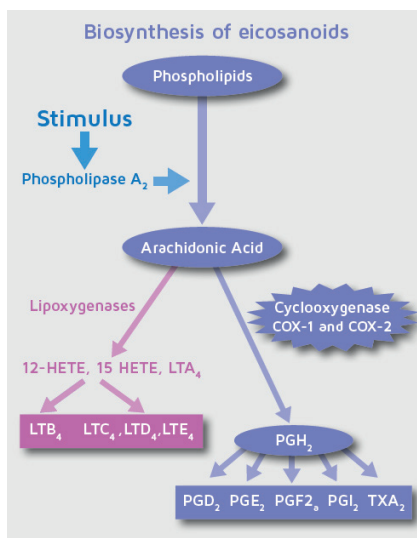 Biosynthesis of eicosanoids
Phospholipids
Stimulus
Phospholipase A₂
Arachidonic Acid
Lipoxygenases
Cyclooxygenase
COX-1 and COX-2
12-HETE, 15 HETE, LTA₄
LTB₄ LTC₄,LTD₄,LTE₄
PGH₂
PGD₂ PGE₂ PGF2ₐ PGI₂ TXA₂